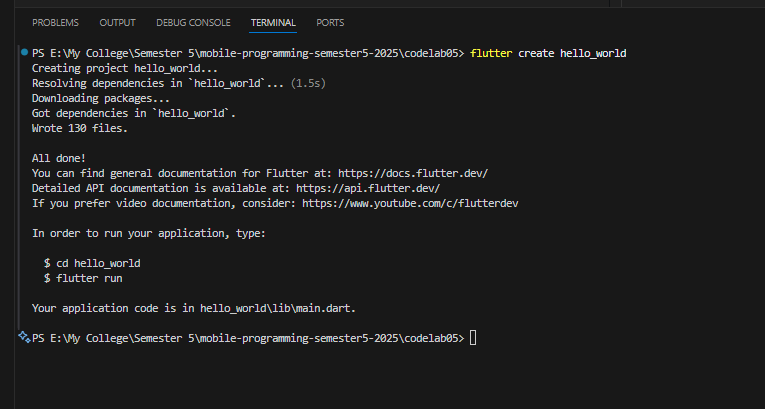 PROBLEMS OUTPUT DEBUG CONSOLE TERMINAL PORTS
PS E:\My College\Semester 5\mobile-programming-semester5-2025\codelab05> flutter create hello_world
Creating project hello_world...
Resolving dependencies in `hello_world`... (1.5s)
Downloading packages...
Got dependencies in `hello_world`.
Wrote 130 files.
All done!
You can find general documentation for Flutter at: https://docs.flutter.dev/
Detailed API documentation is available at: https://api.flutter.dev/
If you prefer video documentation, consider: https://www.youtube.com/c/flutterdev
In order to run your application, type:
$ cd hello_world
$ flutter run
Your application code is in hello_world\lib\main.dart.
PS E:\My College\Semester 5\mobile-programming-semester5-2025\codelab05>